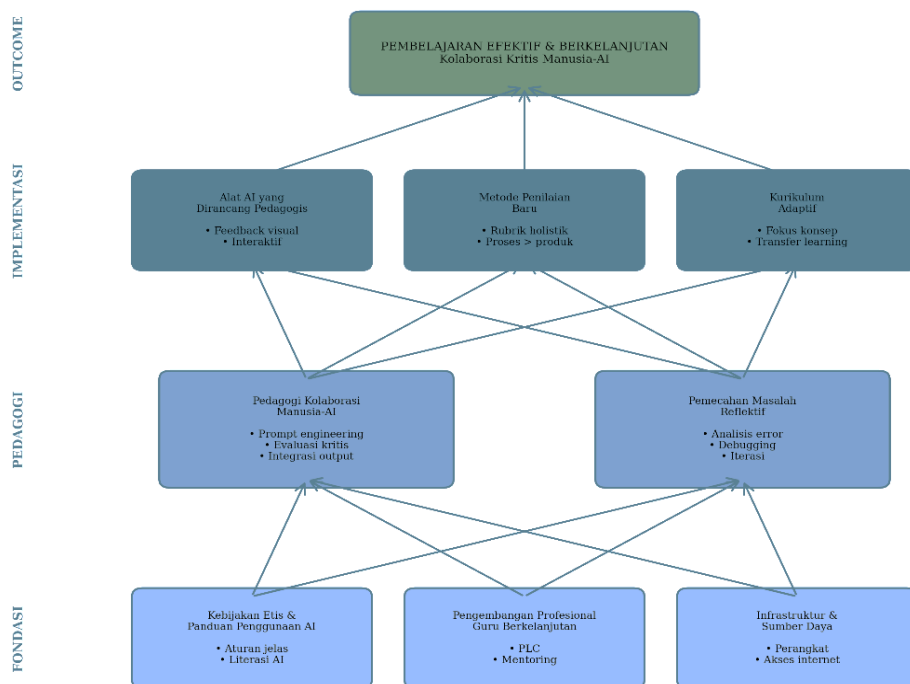 OUTCOME
PEMBELAJARAN EFEKTIF & BERKELANJUTAN
Kolaborasi Kritis Manusia-AI
IMPLEMENTASI
Alat AI yang
Dirancang Pedagogis
• Feedback visual
• Interaktif
Metode Penilaian
Baru
• Rubrik holistik
• Proses > produk
Kurikulum
Adaptif
• Fokus konsep
• Transfer learning
PEDAGOGI
Pedagogi Kolaborasi
Manusia-AI
• Prompt engineering
• Evaluasi kritis
• Integrasi output
Pemecahan Masalah
Reflektif
• Analisis error
• Debugging
• Iterasi
FONDASI
Kebijakan Etis &
Panduan Penggunaan AI
• Aturan jelas
• Literasi AI
Pengembangan Profesional
Guru Berkelanjutan
• PLC
• Mentoring
Infrastruktur &
Sumber Daya
• Perangkat
• Akses internet